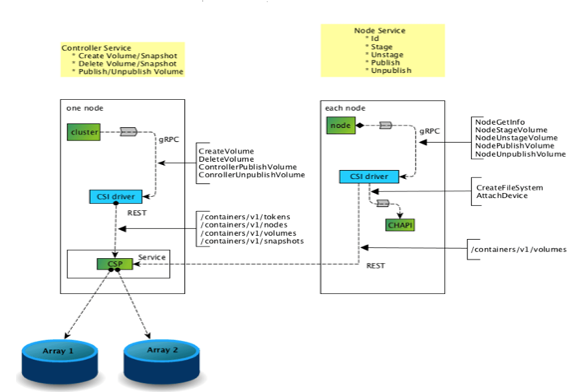 Controller Service
* Create Volume/Snapshot
* Delete Volume/Snapshot
* Publish/Unpublish Volume
Node Service
* Id
* Stage
* Unstage
* Publish
* Unpublish
one node
cluster
gRPC
CreateVolume
DeleteVolume
ControllerPublishVolume
ConrollerUnpublishVolume
CSI driver
REST
/containers/v1/tokens
/containers/v1/nodes
/containers/v1/volumes
/containers/v1/snapshots
Service
CSP
Array 1
Array 2
each node
node
gRPC
NodeGetInfo
NodeStageVolume
NodeUnstageVolume
NodePublishVolume
NodeUnpublishVolume
CSI driver
CreateFileSystem
AttachDevice
CHAPI
/containers/v1/volumes
REST